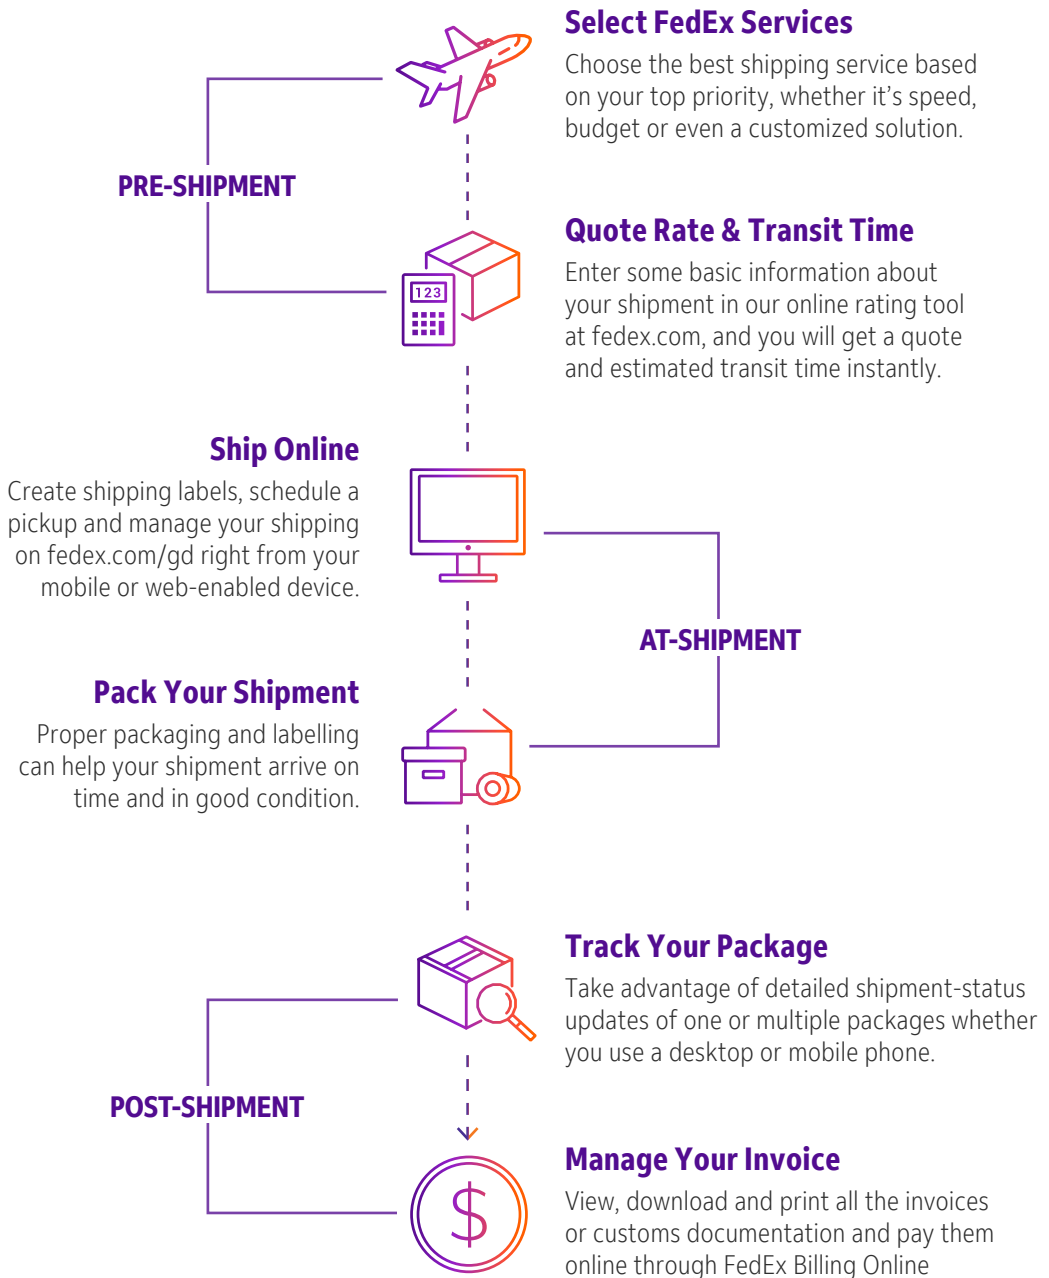 Select FedEx Services
Choose the best shipping service based
on your top priority, whether it’s speed,
budget or even a customized solution.
PRE-SHIPMENT
Quote Rate & Transit Time
Enter some basic information about
your shipment in our online rating tool
at fedex.com, and you will get a quote
and estimated transit time instantly.
123
Ship Online
Create shipping labels, schedule a
pickup and manage your shipping
on fedex.com/gd right from your
mobile or web-enabled device.
AT-SHIPMENT
Pack Your Shipment
Proper packaging and labelling
can help your shipment arrive on
time and in good condition.
Track Your Package
Take advantage of detailed shipment-status
updates of one or multiple packages whether
you use a desktop or mobile phone.
POST-SHIPMENT
Manage Your Invoice
View, download and print all the invoices
or customs documentation and pay them
online through FedEx Billing Online
$